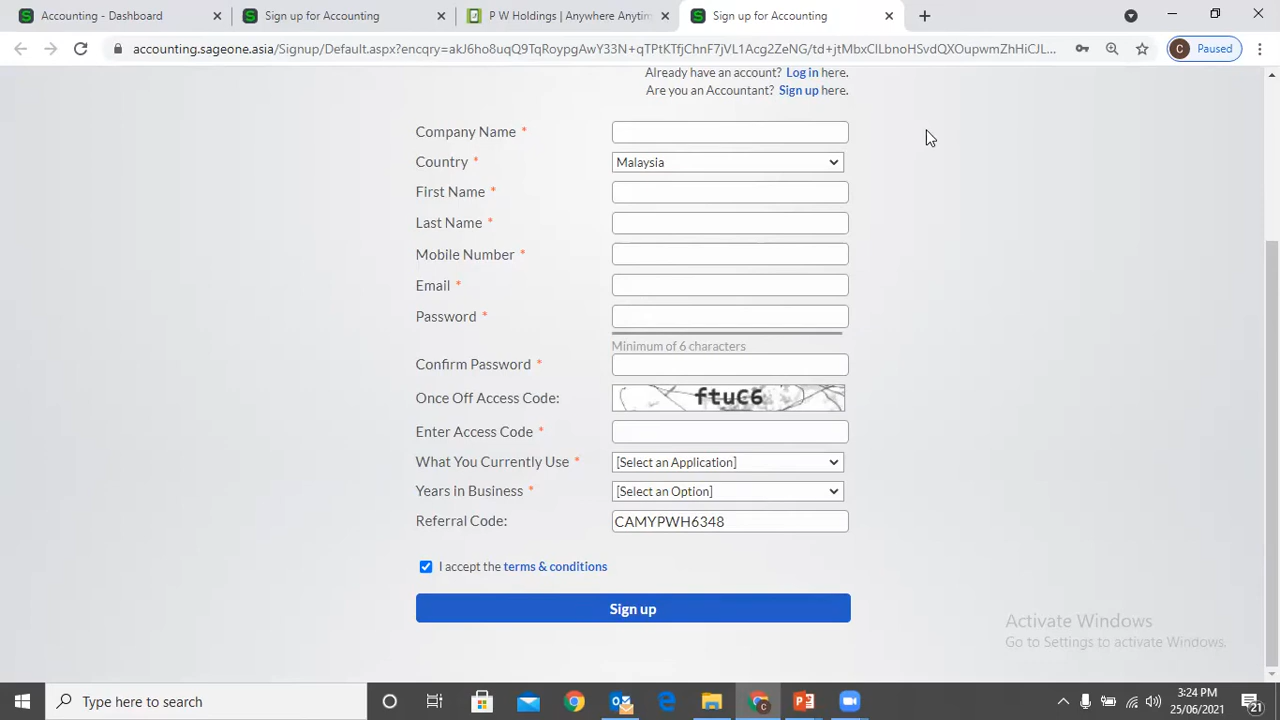 Accounting - Dashboard
Sign up for Accounting
P W Holdings | Anywhere Anytim
Sign up for Accounting
accounting.sageone.asia/Signup/Default.aspx?encqry=akJ6ho8uqQ9TqRoypgAwY33N+qTPtKTfjChnF7jVL1Acg2ZeNG/td+jtMbxClLbnoHSvdQXOupwmZhHiCJL...
C
Paused
Already have an account? Log in here.
Are you an Accountant? Sign up here.
Company Name *
Country * Malaysia
First Name *
Last Name *
Mobile Number *
Email *
Password *
Minimum of 6 characters
Confirm Password *
Once Off Access Code: ftuC6
Enter Access Code *
What You Currently Use * [Select an Application]
Years in Business * [Select an Option]
Referral Code: CAMYPWH6348
I accept the terms & conditions
Sign up
Activate Windows
Go to Settings to activate Windows.
Type here to search
3:24 PM
25/06/2021
21